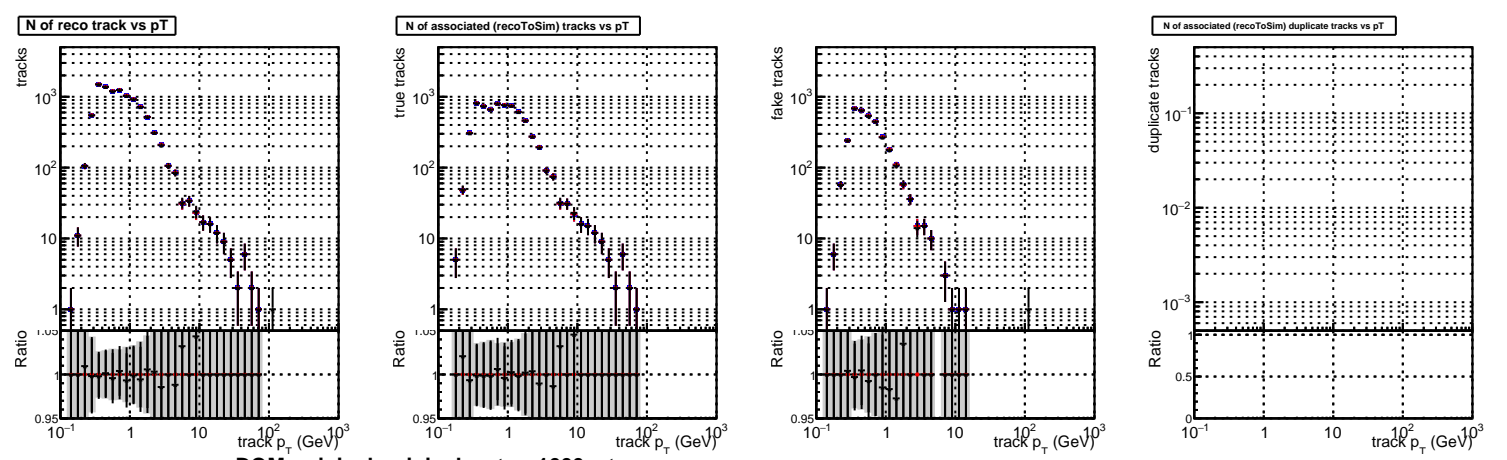 N of reco track vs pT
N of associated (recoToSim) tracks vs pT
N of associated (recoToSim) duplicate tracks vs pT
tracks
10³
10²
10
1
Ratio
1.05
1
0.95
10⁻¹ 1 10 10² 10³
track p_T (GeV)
true tracks
10³
10²
10
1
Ratio
1.05
1
0.95
10⁻¹ 1 10 10² 10³
track p_T (GeV)
fake tracks
10³
10²
10
1
Ratio
1.05
1
0.95
10⁻¹ 1 10 10² 10³
track p_T (GeV)
duplicate tracks
10⁻¹
10⁻²
10⁻³
Ratio
1
0.5
0
10⁻¹ 1 10 10² 10³
track p_T (GeV)